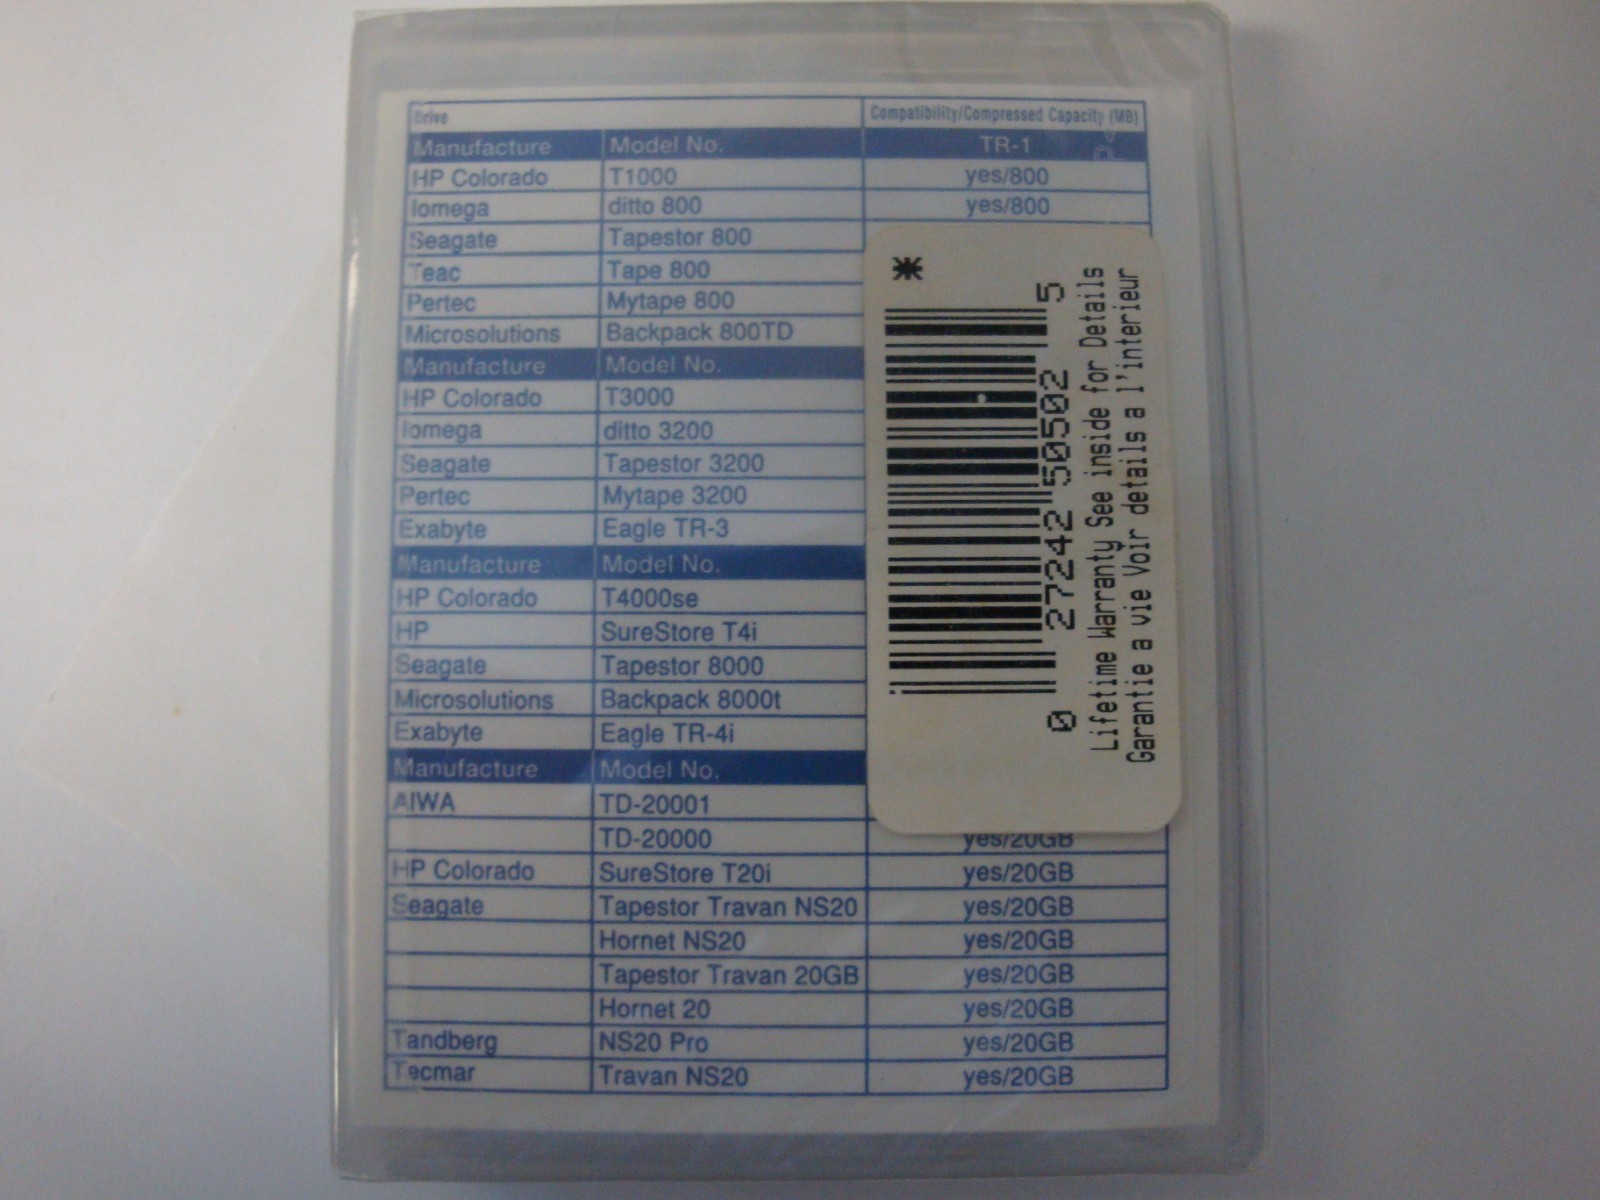 Drive Compatibility/Compressed Capacity (MB)
Manufacture Model No. TR-1
HP Colorado T1000 yes/800
Iomega ditto 800 yes/800
Seagate Tapestor 800
Teac Tape 800
Pertec Mytape 800
Microsolutions Backpack 800TD
Manufacture Model No.
HP Colorado T3000
Iomega ditto 3200
Seagate Tapestor 3200
Pertec Mytape 3200
Exabyte Eagle TR-3
Manufacture Model No.
HP Colorado T4000se
HP SureStore T4i
Seagate Tapestor 8000
Microsolutions Backpack 8000t
Exabyte Eagle TR-4i
Manufacture Model No.
AIWA TD-20001
TD-20000 yes/20GB
HP Colorado SureStore T20i yes/20GB
Seagate Tapestor Travan NS20 yes/20GB
Hornet NS20 yes/20GB
Tapestor Travan 20GB yes/20GB
Hornet 20 yes/20GB
Tandberg NS20 Pro yes/20GB
Tecmar Travan NS20 yes/20GB
0 27242 50502 5
Lifetime Warranty See inside for Details
Garantie a vie Voir details a l'interieur